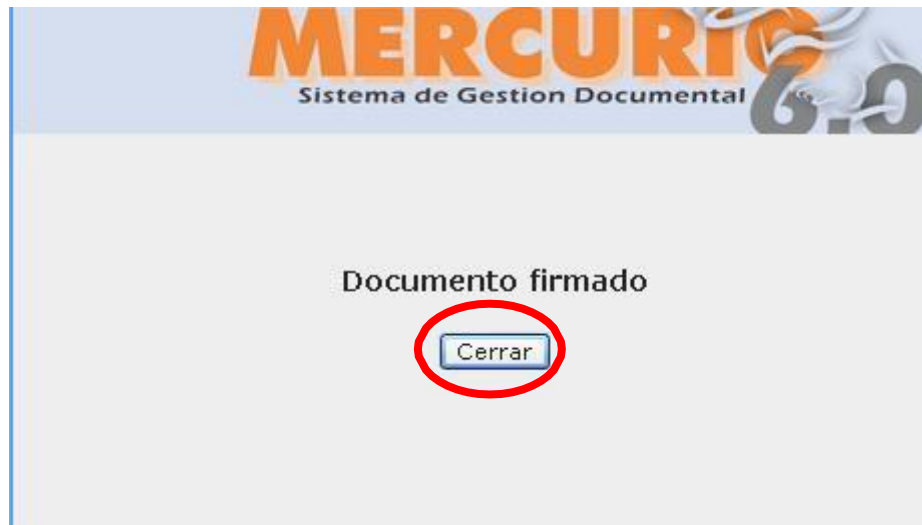 MERCURIO
Sistema de Gestion Documental
6.0
Documento firmado
Cerrar